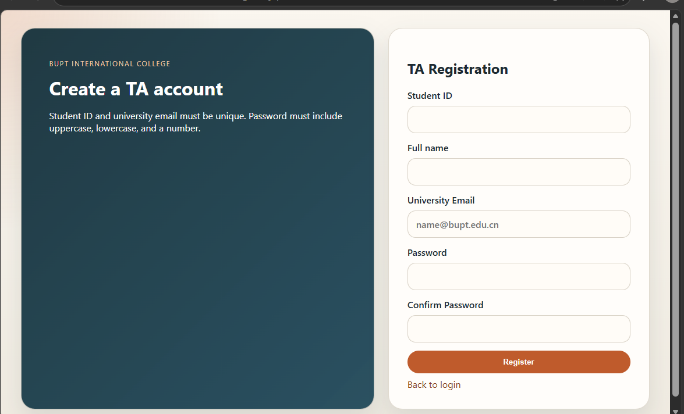 BUPT INTERNATIONAL COLLEGE
Create a TA account
Student ID and university email must be unique. Password must include
uppercase, lowercase, and a number.
TA Registration
Student ID
Full name
University Email
name@bupt.edu.cn
Password
Confirm Password
Register
Back to login